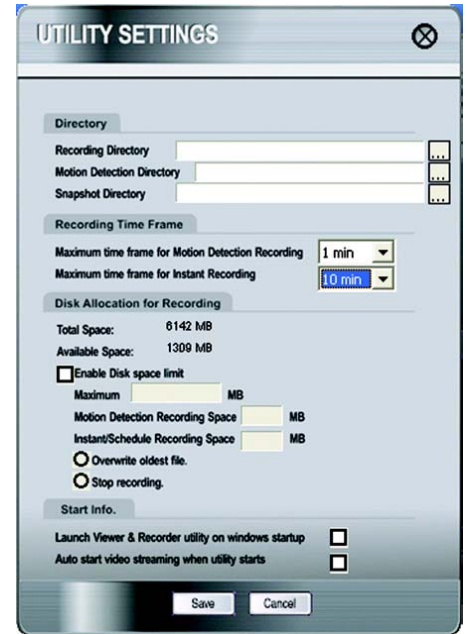 UTILITY SETTINGS
Directory
Recording Directory ...
Motion Detection Directory ...
Snapshot Directory ...
Recording Time Frame
Maximum time frame for Motion Detection Recording 1 min
Maximum time frame for Instant Recording 10 min
Disk Allocation for Recording
Total Space: 6142 MB
Available Space: 1309 MB
Enable Disk space limit
Maximum MB
Motion Detection Recording Space MB
Instant/Schedule Recording Space MB
Overwrite oldest file.
Stop recording.
Start Info.
Launch Viewer & Recorder utility on windows startup
Auto start video streaming when utility starts
Save Cancel